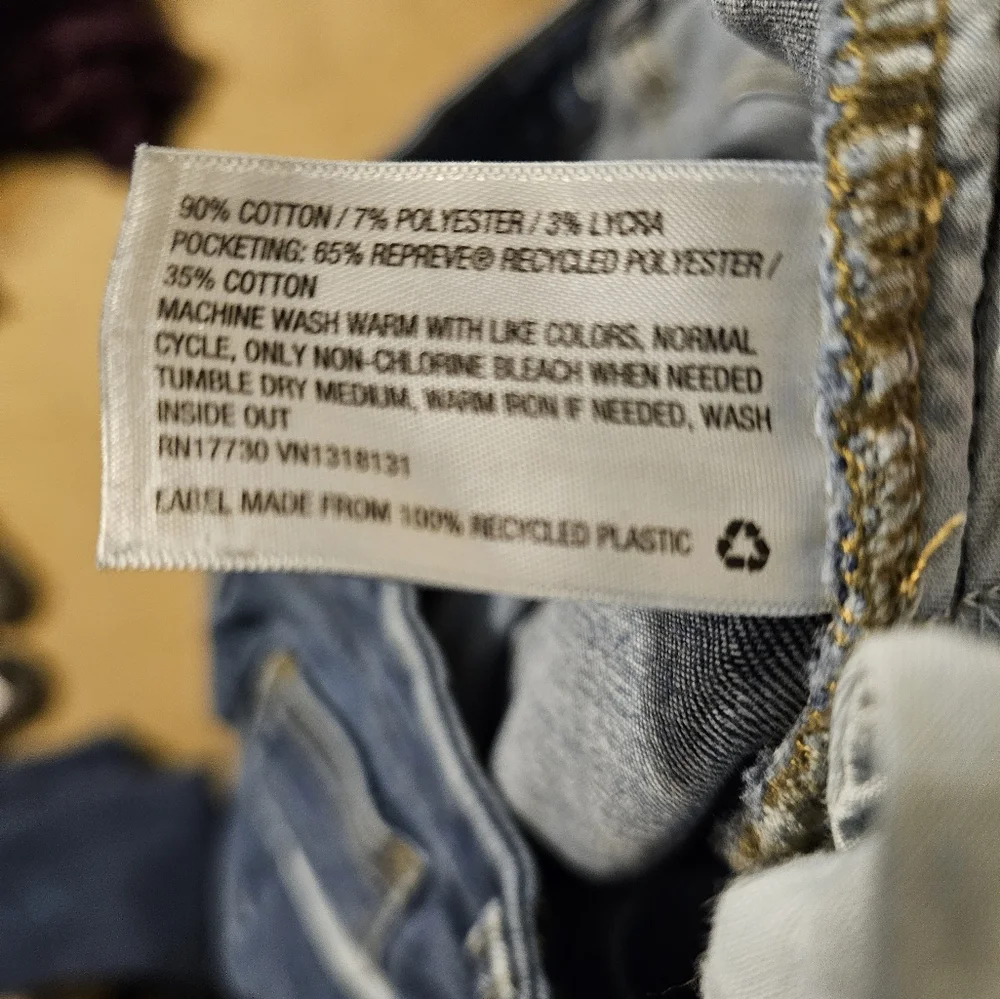 90% COTTON / 7% POLYESTER / 3% LYCRA
POCKETING: 65% REPREVE® RECYCLED POLYESTER /
35% COTTON
MACHINE WASH WARM WITH LIKE COLORS, NORMAL
CYCLE, ONLY NON-CHLORINE BLEACH WHEN NEEDED
TUMBLE DRY MEDIUM, WARM IRON IF NEEDED, WASH
INSIDE OUT
RN17730 VN1318131
LABEL MADE FROM 100% RECYCLED PLASTIC